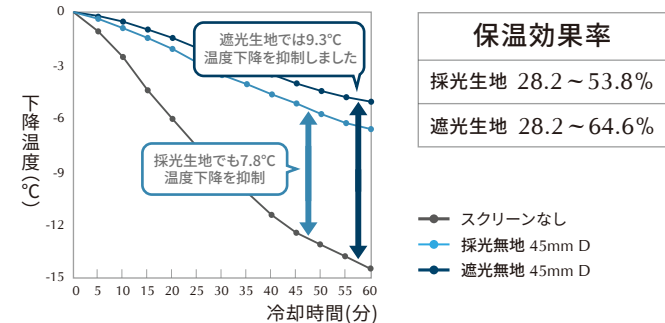 0
-3
-6
-9
-12
-15
下降温度(℃)
遮光生地では9.3℃
温度下降を抑制しました
採光生地でも7.8℃
温度下降を抑制
0 5 10 15 20 25 30 35 40 45 50 55 60
冷却時間(分)
保温効果率
採光生地 28.2～53.8%
遮光生地 28.2～64.6%
スクリーンなし
採光無地 45mm D
遮光無地 45mm D